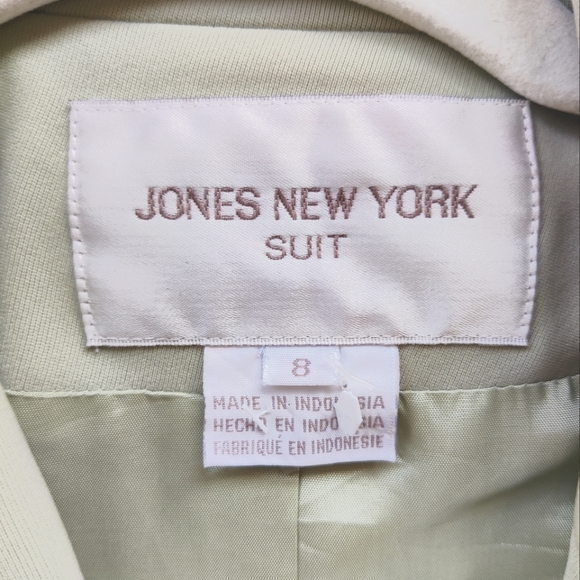 JONES NEW YORK
SUIT
8
MADE IN INDONESIA
HECHO EN INDONESIA
FABRIQUÉ EN INDONÉSIE